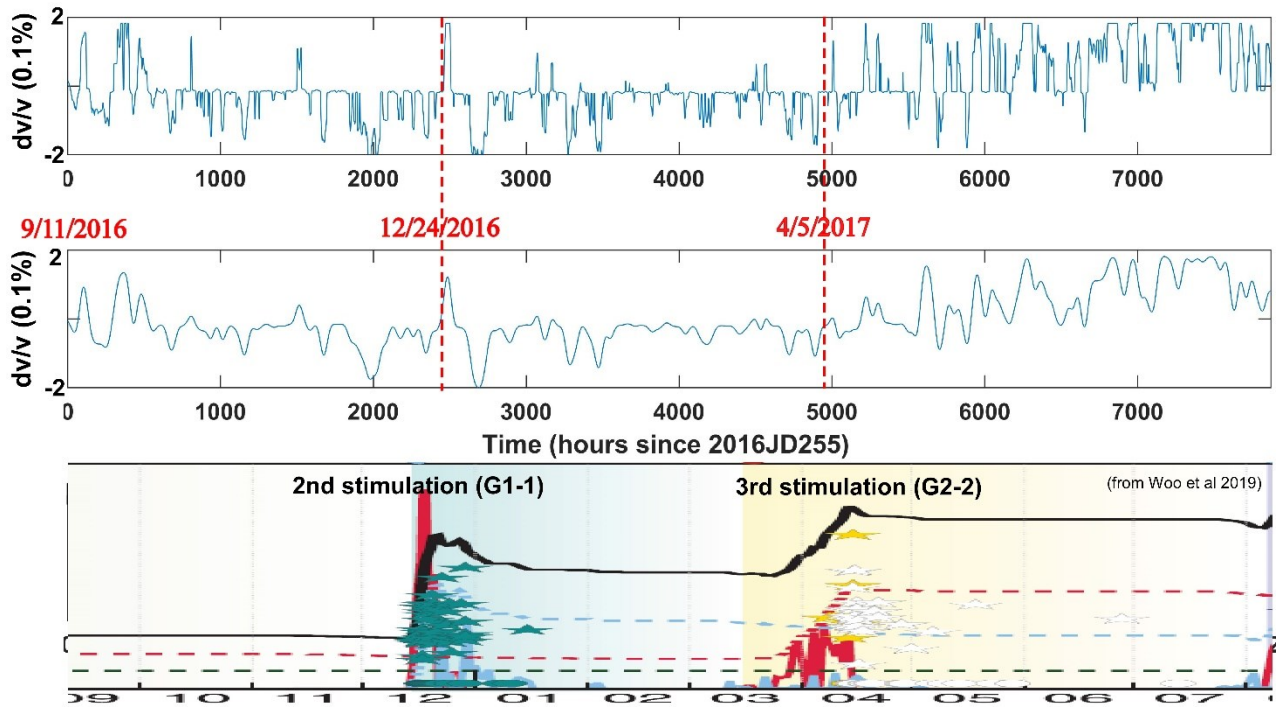 2
dv/v (0.1%)
-2
0 1000 2000 3000 4000 5000 6000 7000
9/11/2016 12/24/2016 4/5/2017
2
dv/v (0.1%)
-2
0 1000 2000 3000 4000 5000 6000 7000
Time (hours since 2016JD255)
2nd stimulation (G1-1) 3rd stimulation (G2-2) (from Woo et al 2019)
09 10 11 12 01 02 03 04 05 06 07